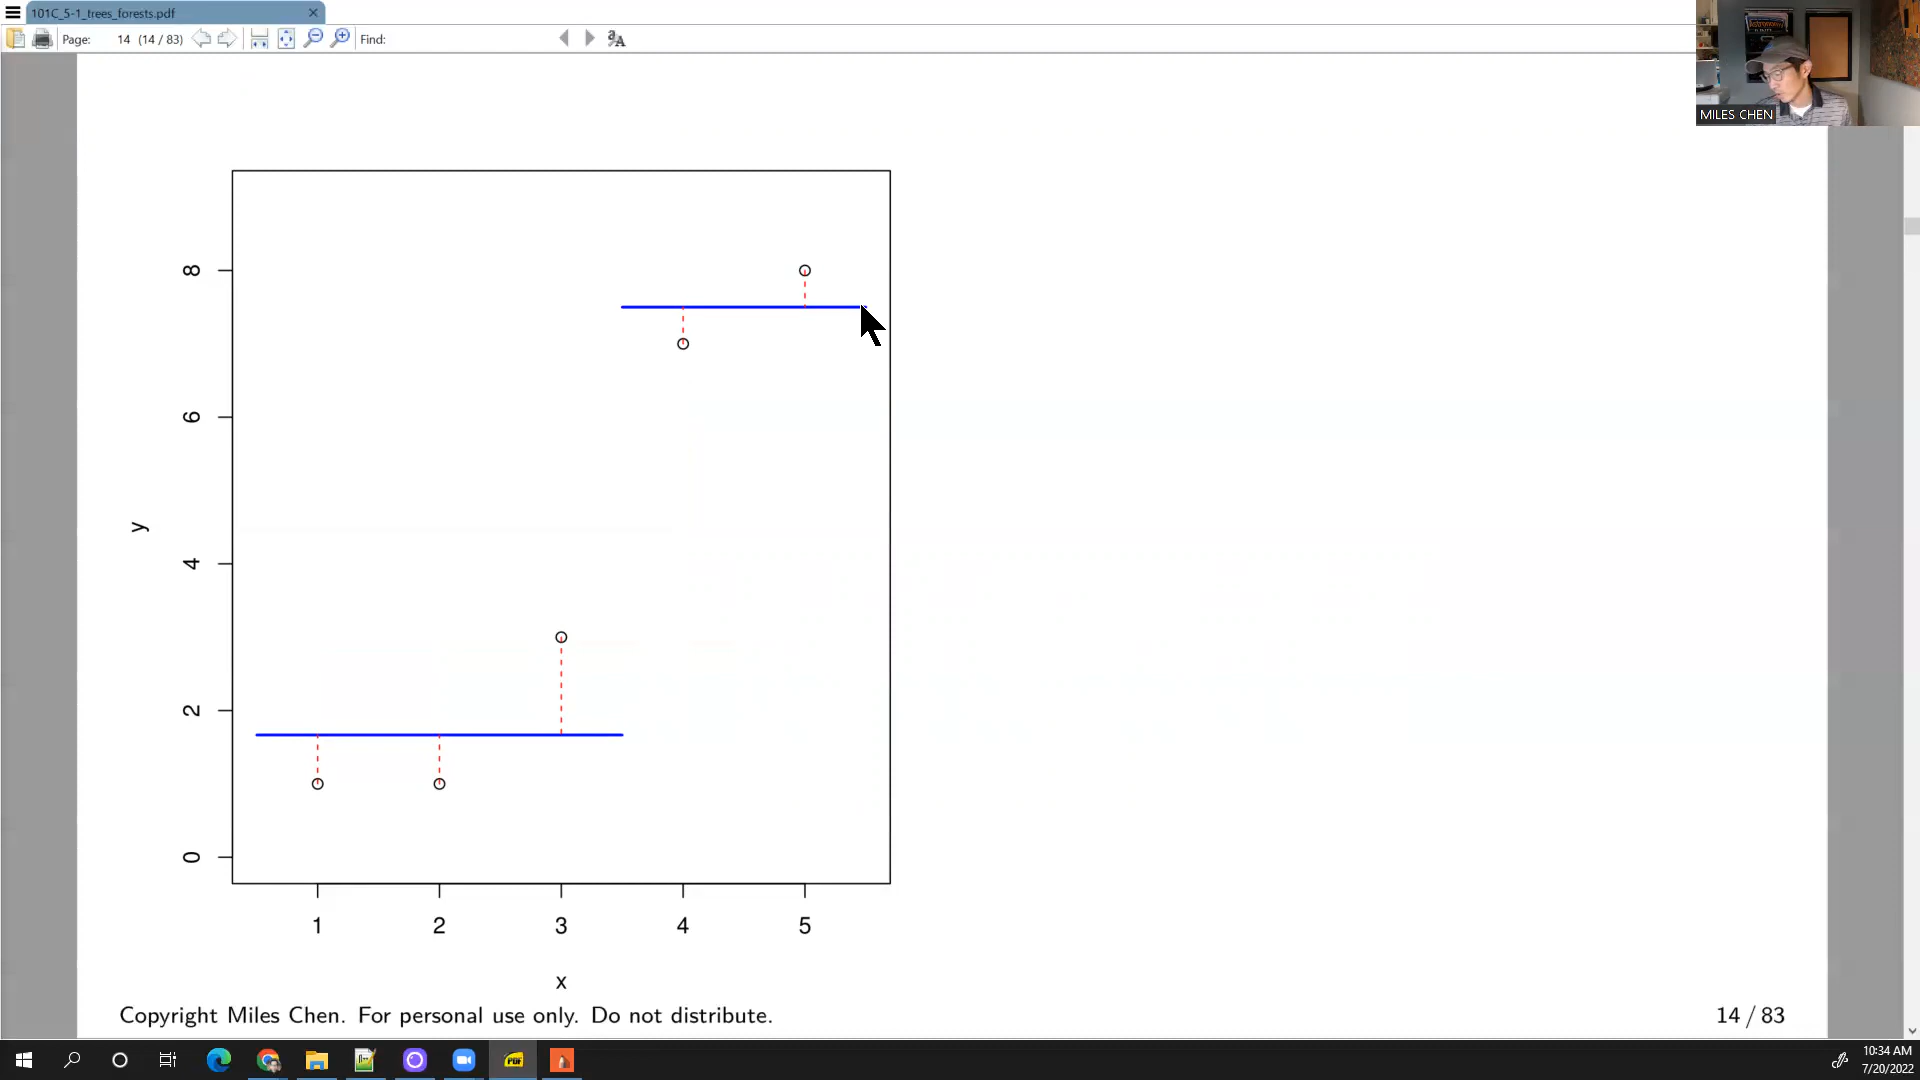 101C_5-1_trees_forests.pdf
Page: 14 (14 / 83) Find:
MILES CHEN
8
6
4
2
0
y
1 2 3 4 5
x
Copyright Miles Chen. For personal use only. Do not distribute.
14 / 83
PDF
10:34 AM
7/20/2022